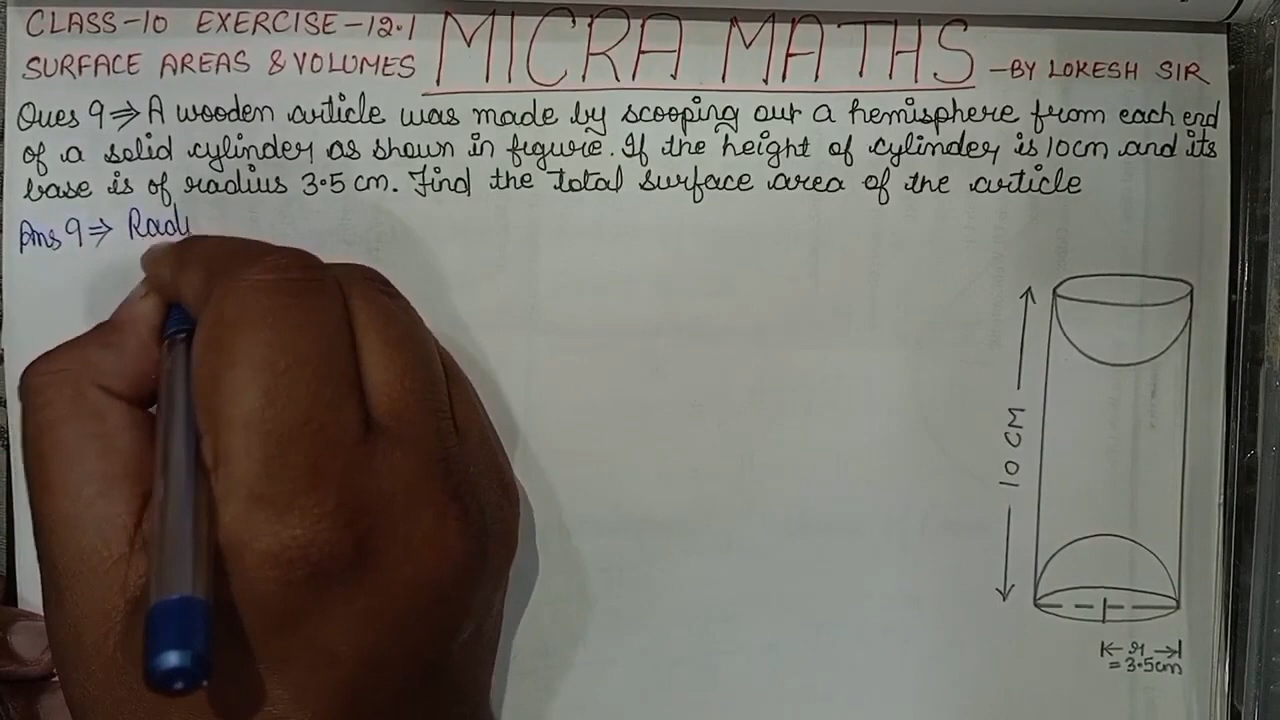 CLASS-10 EXERCISE-12.1
SURFACE AREAS & VOLUMES
MICRA MATHS
-BY LOKESH SIR
Ques 9⇒ A wooden article was made by scooping out a hemisphere from each end
of a solid cylinder as shown in figure. If the height of cylinder is 10cm and its
base is of radius 3.5 cm. Find the total surface area of the article
Ans 9⇒ Radi
10 CM
r
= 3.5cm